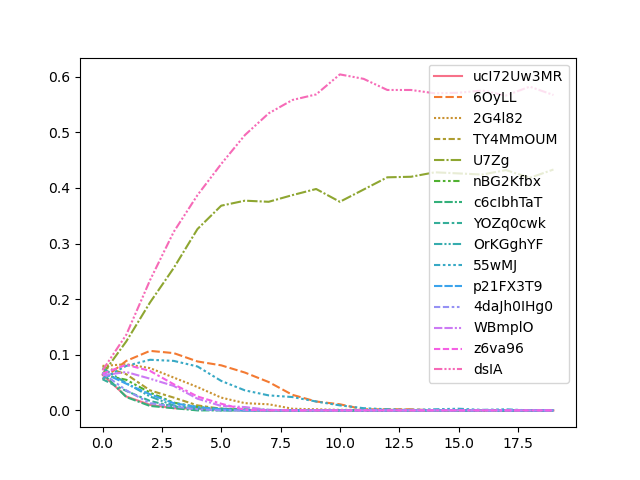 0.6
0.5
0.4
0.3
0.2
0.1
0.0
0.0 2.5 5.0 7.5 10.0 12.5 15.0 17.5
ucI72Uw3MR
6OyLL
2G4l82
TY4MmOUM
U7Zg
nBG2Kfbx
c6cIbhTaT
YOZq0cwk
OrKGghYF
55wMJ
p21FX3T9
4daJh0IHg0
WBmplO
z6va96
dsIA